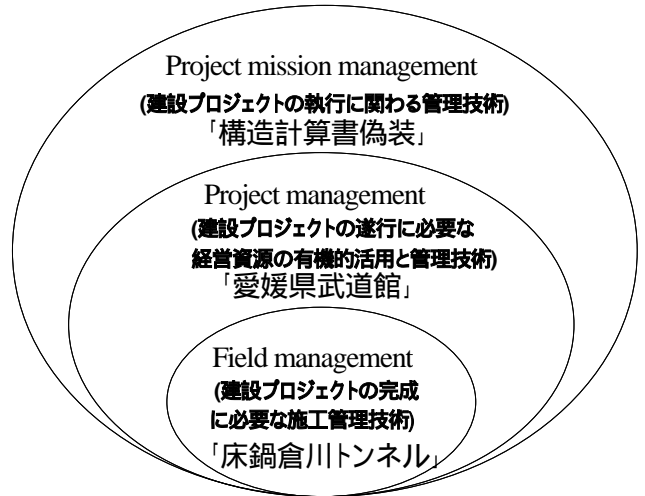 Project mission management
(建設プロジェクトの執行に関わる管理技術)
「構造計算書偽装」
Project management
(建設プロジェクトの遂行に必要な
経営資源の有機的活用と管理技術)
「愛媛県武道館」
Field management
(建設プロジェクトの完成
に必要な施工管理技術)
「床鍋倉川トンネル」